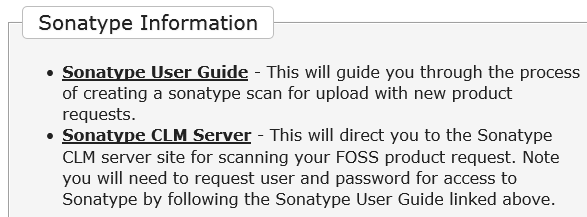 Sonatype Information
• Sonatype User Guide - This will guide you through the process
of creating a sonatype scan for upload with new product
requests.
• Sonatype CLM Server - This will direct you to the Sonatype
CLM server site for scanning your FOSS product request. Note
you will need to request user and password for access to
Sonatype by following the Sonatype User Guide linked above.